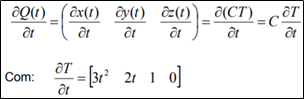 ∂Q(t)/∂t = (∂x(t)/∂t ∂y(t)/∂t ∂z(t)/∂t) = ∂(CT)/∂t = C ∂T/∂t
Com: ∂T/∂t = [3t² 2t 1 0]